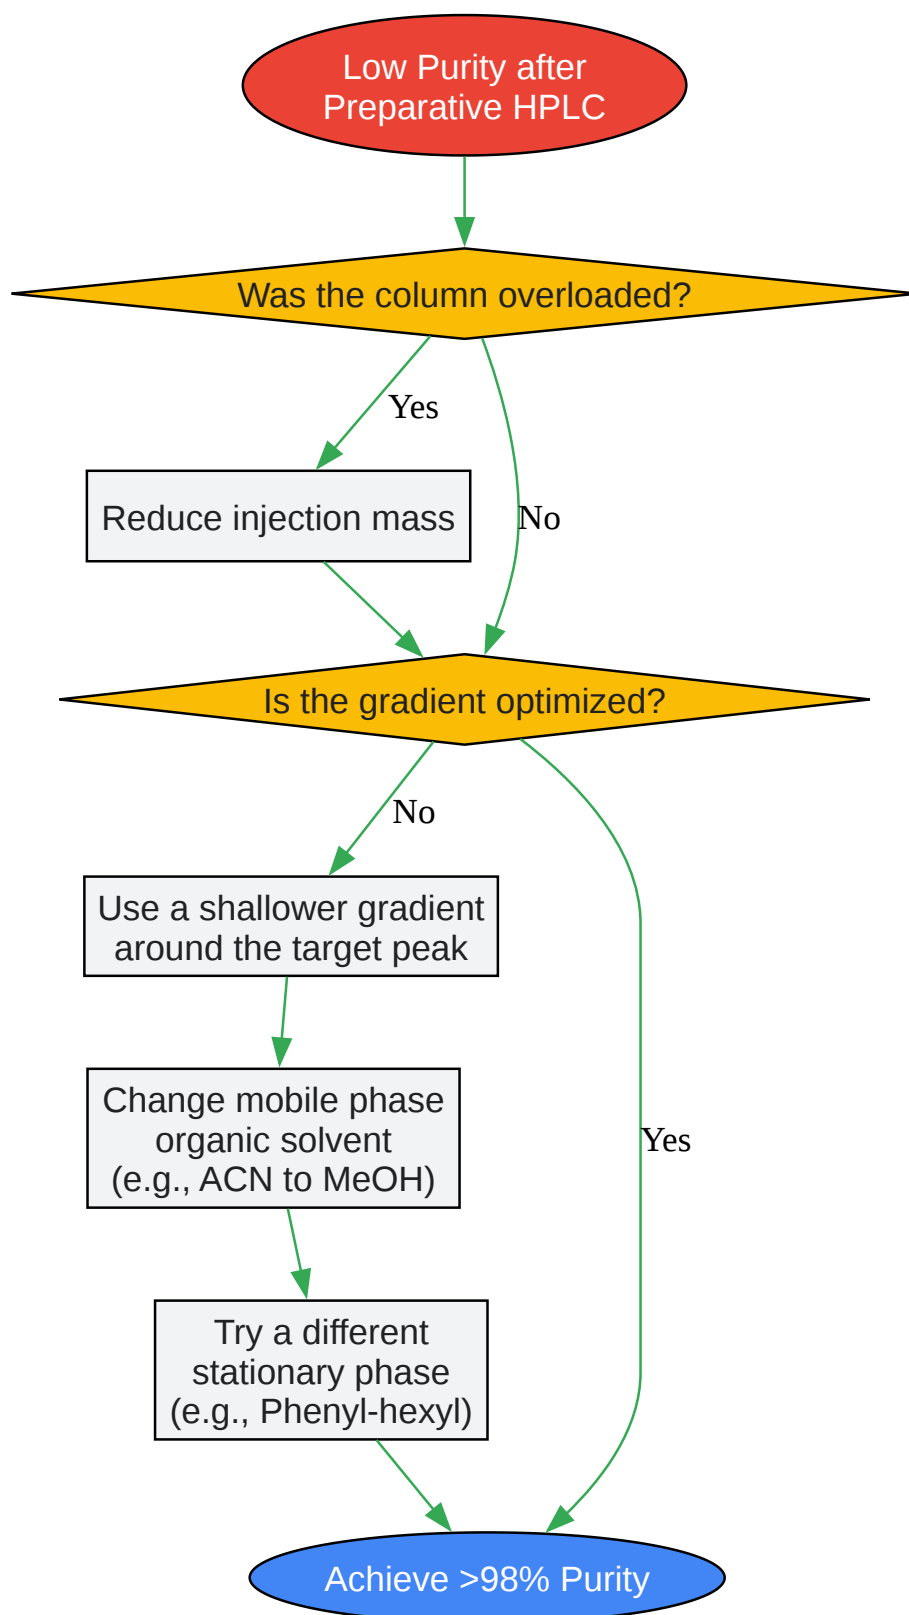 Low Purity after
Preparative HPLC
Was the column overloaded?
Yes
Reduce injection mass
No
Is the gradient optimized?
No
Use a shallower gradient
around the target peak
Change mobile phase
organic solvent
(e.g., ACN to MeOH)
Yes
Try a different
stationary phase
(e.g., Phenyl-hexyl)
Achieve >98% Purity